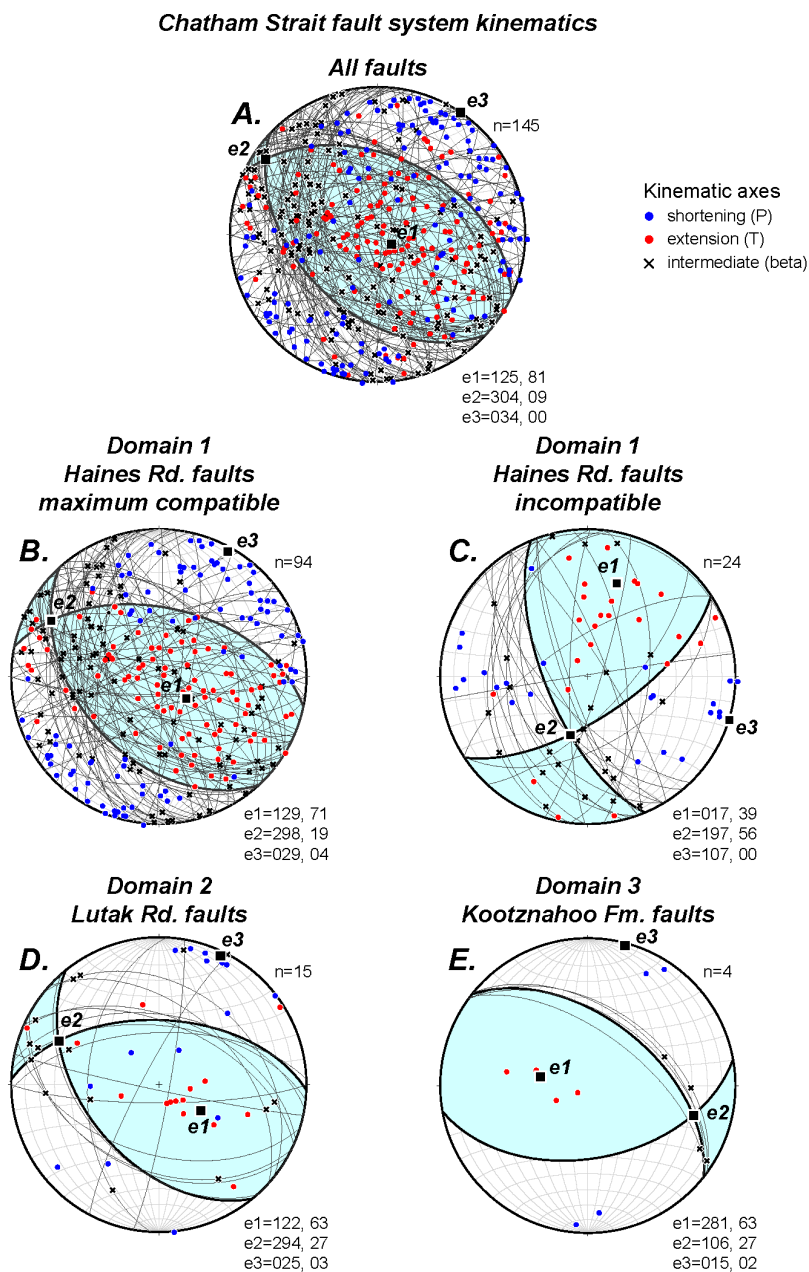 Chatham Strait fault system kinematics
All faults
A.
e3
n=145
e2
e1
Kinematic axes
shortening (P)
extension (T)
intermediate (beta)
e1=125, 81
e2=304, 09
e3=034, 00
Domain 1
Haines Rd. faults
maximum compatible
B.
e3
n=94
e2
e1
e1=129, 71
e2=298, 19
e3=029, 04
Domain 1
Haines Rd. faults
incompatible
C.
e1
n=24
e2
e3
e1=017, 39
e2=197, 56
e3=107, 00
Domain 2
Lutak Rd. faults
D.
e3
n=15
e2
e1
e1=122, 63
e2=294, 27
e3=025, 03
Domain 3
Kootznahoo Fm. faults
E.
e3
n=4
e1
e2
e1=281, 63
e2=106, 27
e3=015, 02